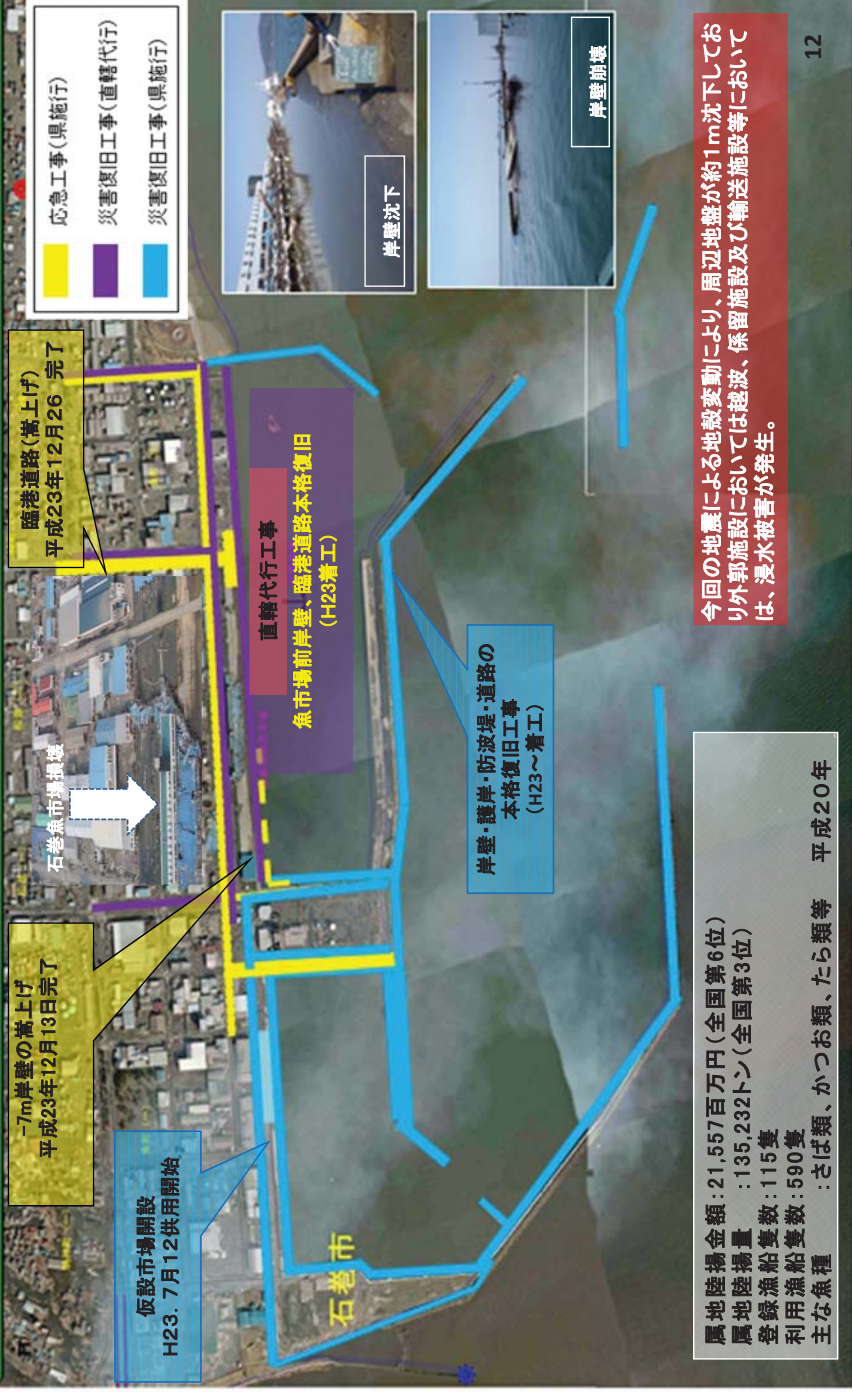 -7m岸壁の嵩上げ
平成23年12月13日完了
臨港道路(嵩上げ)
平成23年12月26 完了
応急工事(県施行)
災害復旧工事(直轄代行)
災害復旧工事(県施行)
仮設市場開設
H23.7月12供用開始
石巻魚市場損壊
直轄代行工事
魚市場前岸壁、臨港道路本格復旧
(H23着工)
岸壁沈下
岸壁崩壊
石巻市
岸壁・護岸・防波堤・道路の
本格復旧工事
(H23～着工)
属地陸揚金額:21,557百万円(全国第6位)
属地陸揚量 :135,232トン(全国第3位)
登録漁船隻数:115隻
利用漁船隻数:590隻
主な魚種 :さば類、かつお類、たら類等 平成20年
今回の地震による地殻変動により、周辺地盤が約1m沈下してお
り外郭施設においては越波、係留施設及び輸送施設等において
は、浸水被害が発生。
12